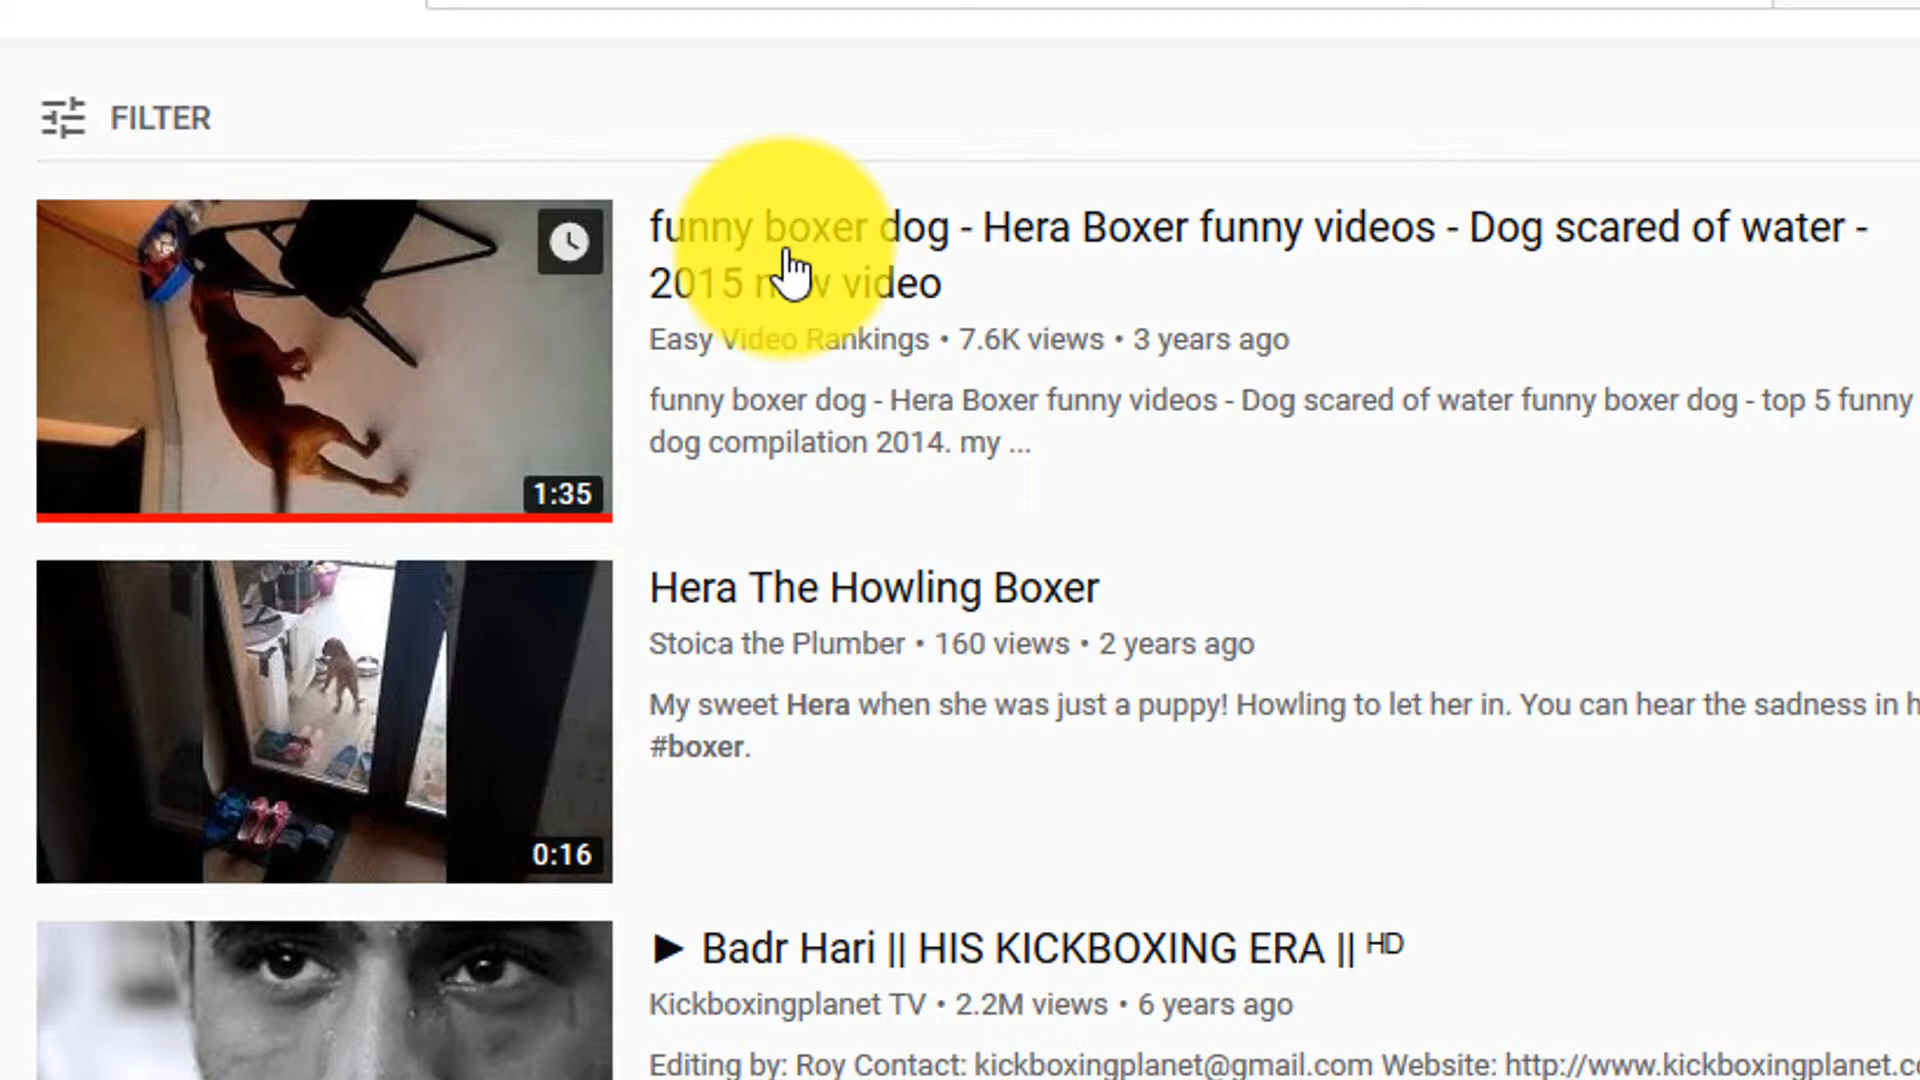 FILTER
funny boxer dog - Hera Boxer funny videos - Dog scared of water -
2015 new video
Easy Video Rankings • 7.6K views • 3 years ago
funny boxer dog - Hera Boxer funny videos - Dog scared of water funny boxer dog - top 5 funny
dog compilation 2014. my ...
1:35
Hera The Howling Boxer
Stoica the Plumber • 160 views • 2 years ago
My sweet Hera when she was just a puppy! Howling to let her in. You can hear the sadness in h
#boxer.
0:16
► Badr Hari || HIS KICKBOXING ERA || ᴴᴰ
Kickboxingplanet TV • 2.2M views • 6 years ago
Editing by: Roy Contact: kickboxingplanet@gmail.com Website: http://www.kickboxingplanet.c